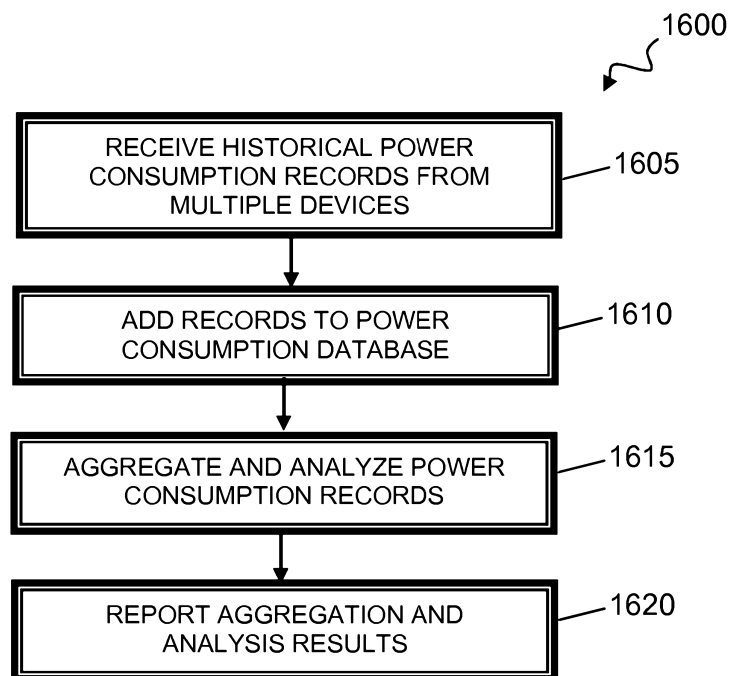 1600
RECEIVE HISTORICAL POWER
CONSUMPTION RECORDS FROM
MULTIPLE DEVICES
1605
ADD RECORDS TO POWER
CONSUMPTION DATABASE
1610
AGGREGATE AND ANALYZE POWER
CONSUMPTION RECORDS
1615
REPORT AGGREGATION AND
ANALYSIS RESULTS
1620